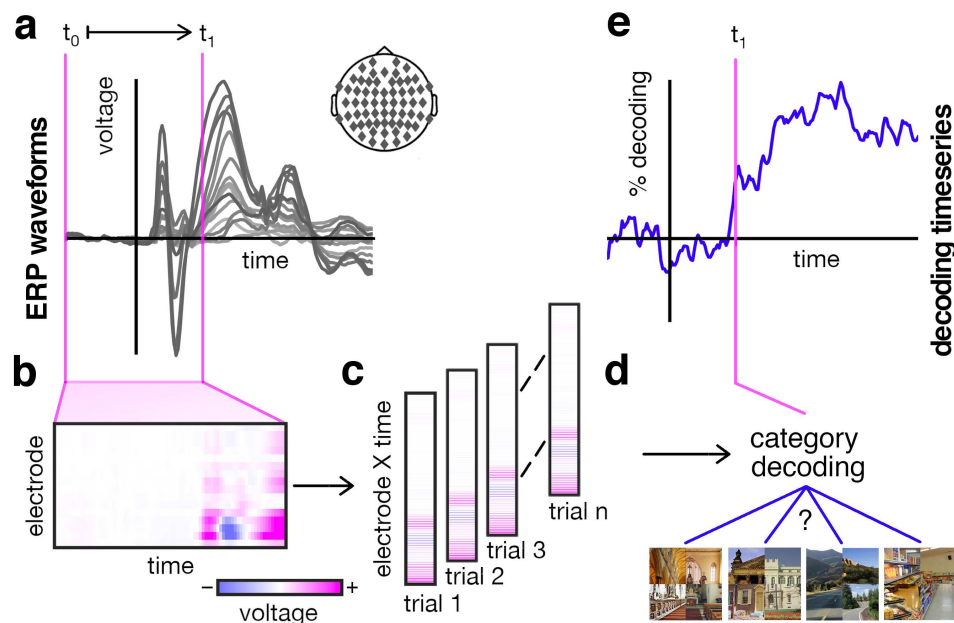 a
t0
t1
voltage
time
ERP waveforms
e
t1
% decoding
time
decoding timeseries
b
electrode
time
−
+
voltage
c
electrode X time
trial 1
trial 2
trial 3
trial n
d
category
decoding
?